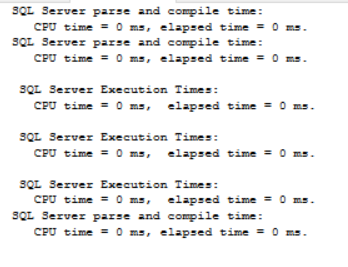 SQL Server parse and compile time:
CPU time = 0 ms, elapsed time = 0 ms.
SQL Server parse and compile time:
CPU time = 0 ms, elapsed time = 0 ms.
SQL Server Execution Times:
CPU time = 0 ms,  elapsed time = 0 ms.
SQL Server Execution Times:
CPU time = 0 ms,  elapsed time = 0 ms.
SQL Server Execution Times:
CPU time = 0 ms,  elapsed time = 0 ms.
SQL Server parse and compile time:
CPU time = 0 ms, elapsed time = 0 ms.